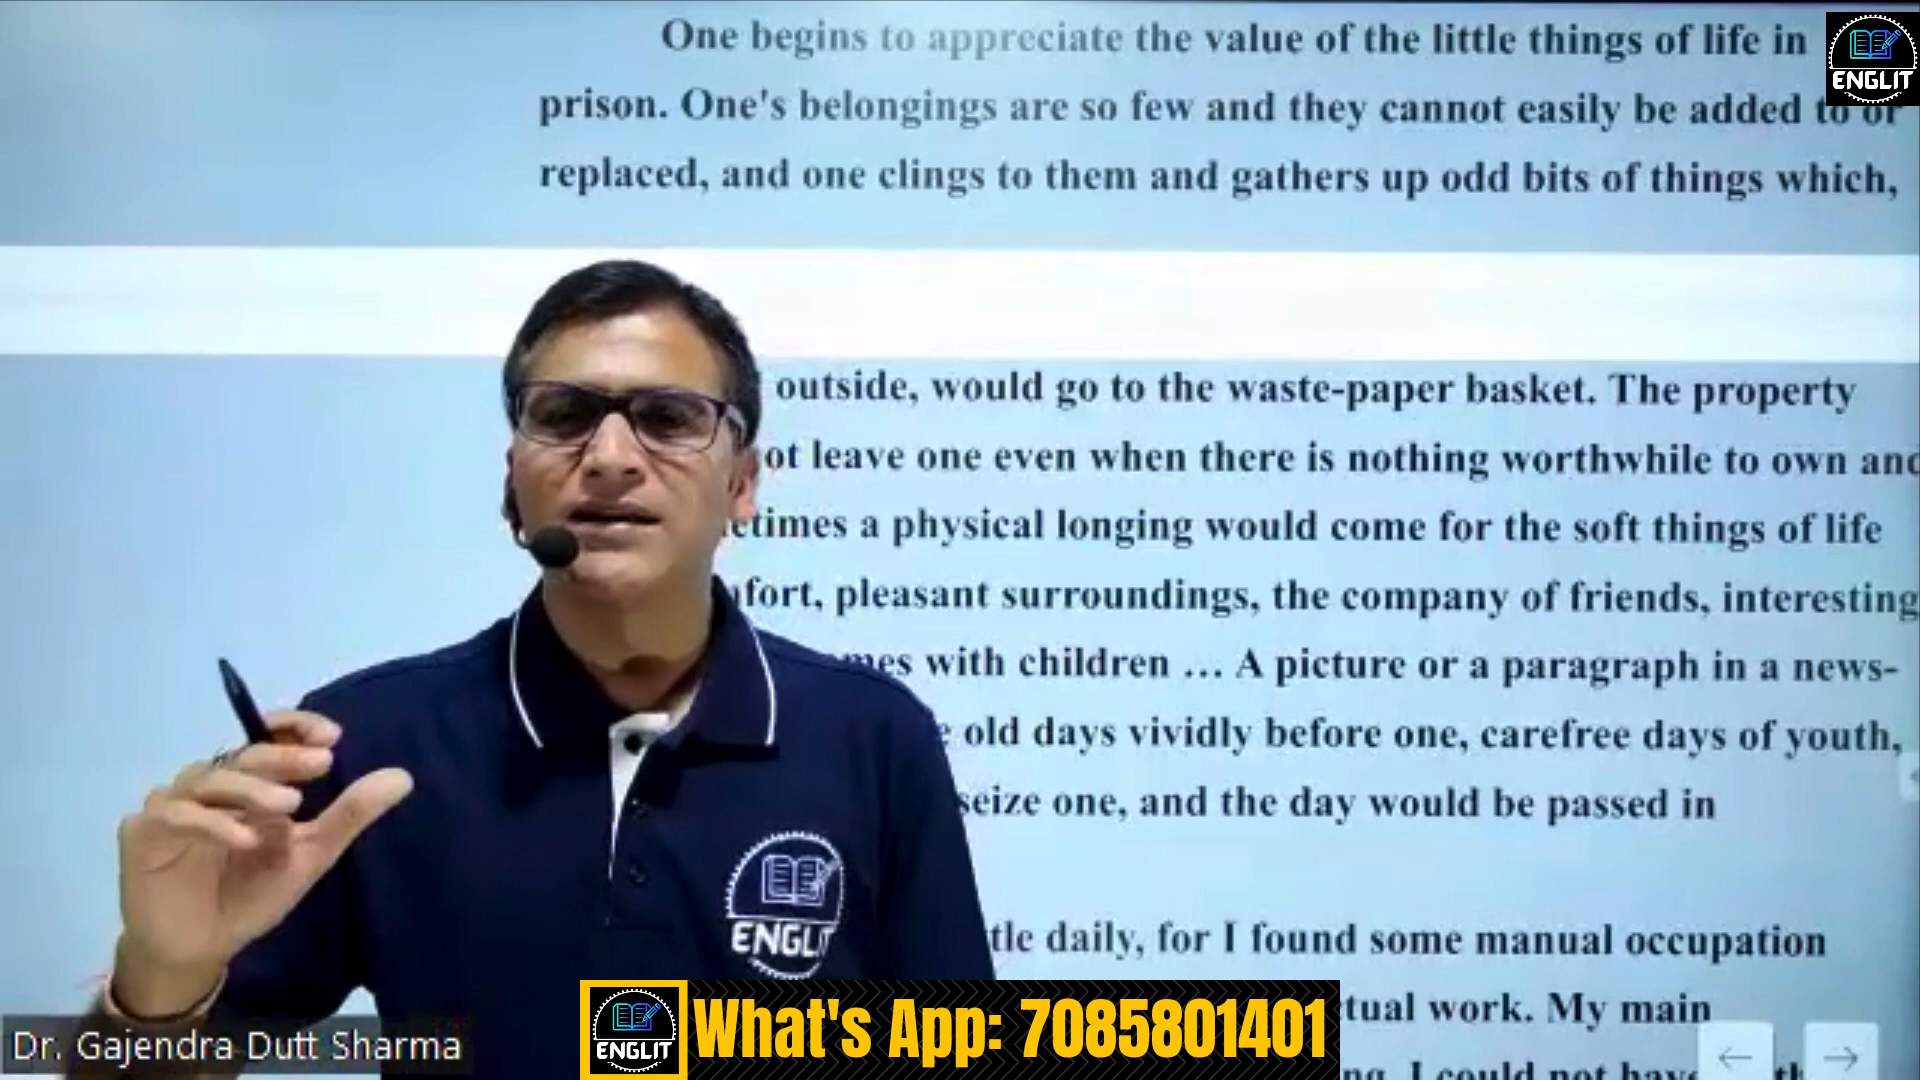 One begins to appreciate the value of the little things of life in
prison. One's belongings are so few and they cannot easily be added to or
replaced, and one clings to them and gathers up odd bits of things which,
outside, would go to the waste-paper basket. The property
leave one even when there is nothing worthwhile to own and
a physical longing would come for the soft things of life
pleasant surroundings, the company of friends, interesting
with children ... A picture or a paragraph in a news-
old days vividly before one, carefree days of youth,
seize one, and the day would be passed in
daily, for I found some manual occupation
work. My main
I could not have
ENGLIT
ENGLIT
ENGLIT
What's App: 7085801401
Dr. Gajendra Dutt Sharma